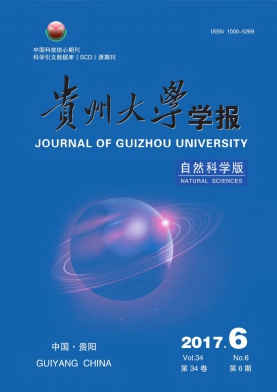 ISSN 1000-5269
中国科技核心期刊
科学引文数据库（SCD）源期刊
贵州大学学报
JOURNAL OF GUIZHOU UNIVERSITY
自然科学版
NATURAL SCIENCES
中国·贵阳
GUIYANG CHINA
2017.6
Vol.34 No.6
第34卷 第6期